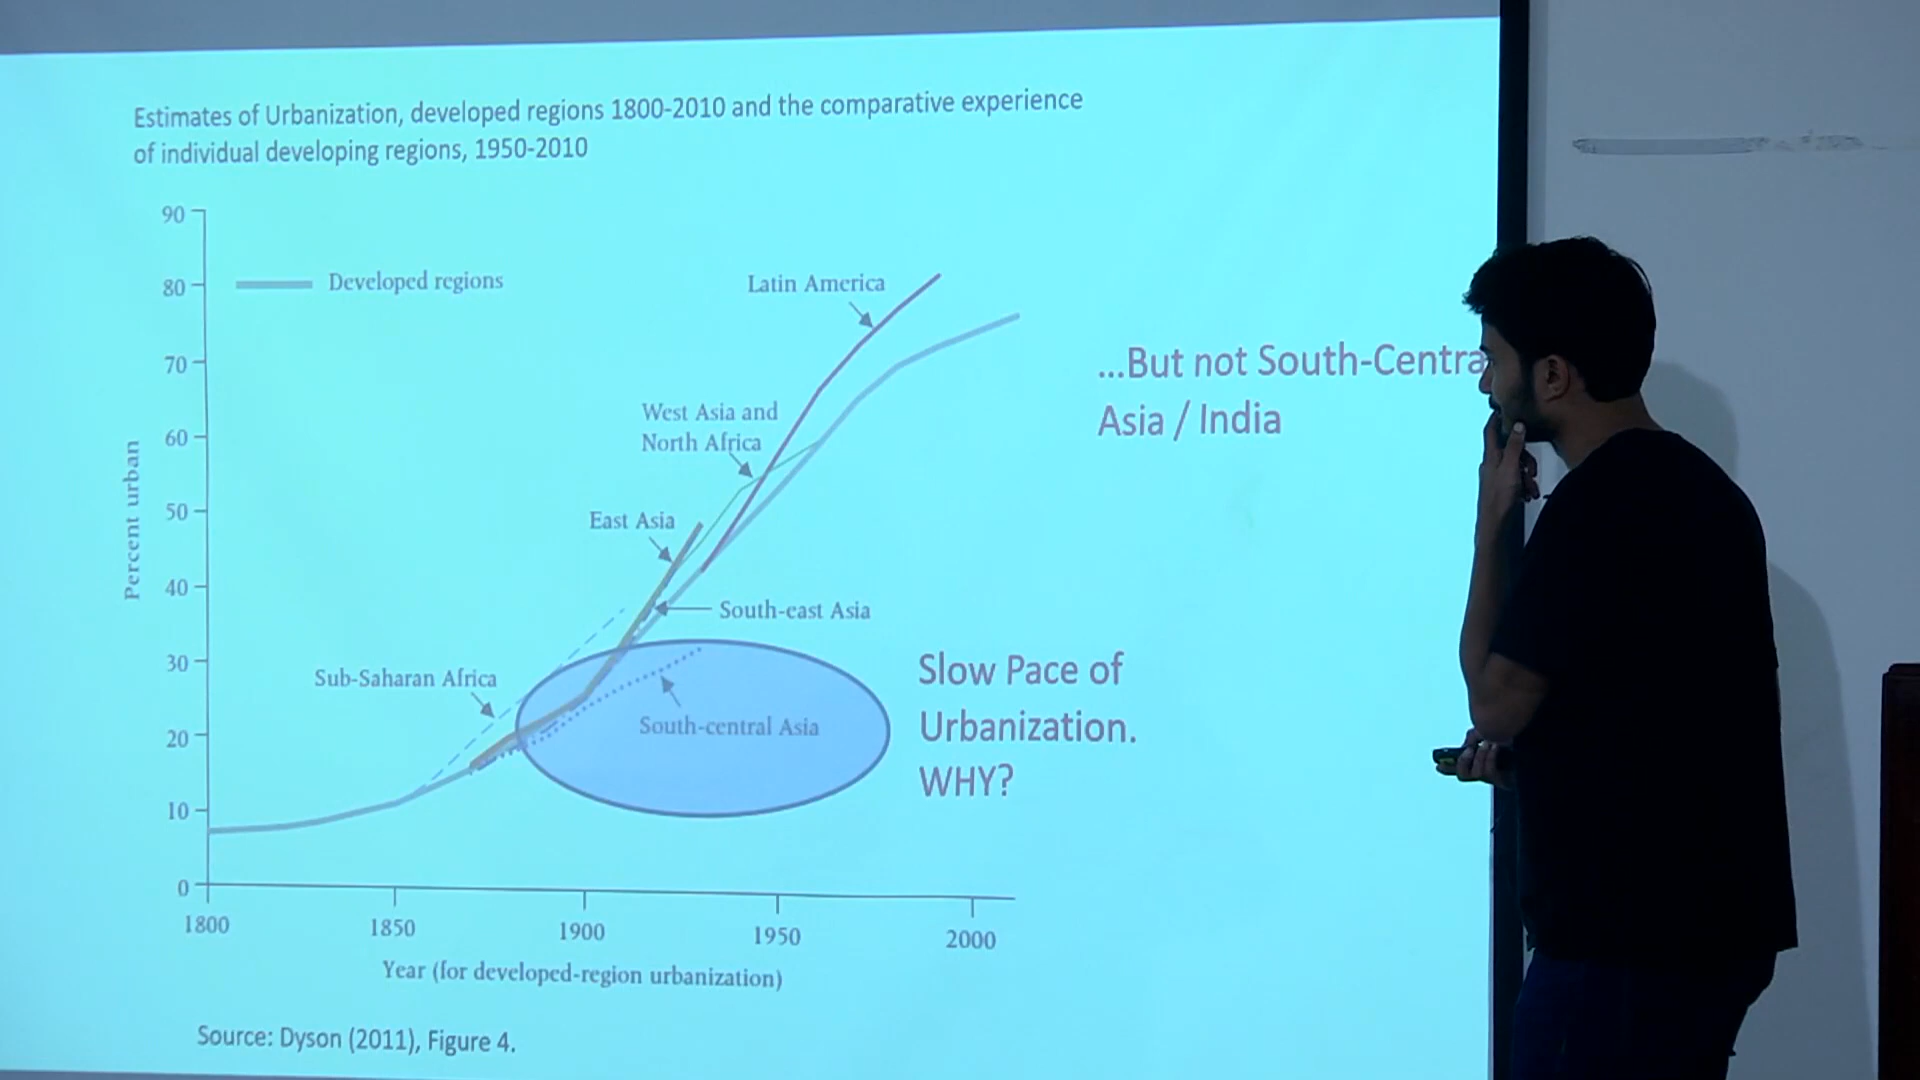 Estimates of Urbanization, developed regions 1800-2010 and the comparative experience
of individual developing regions, 1950-2010
90
80
70
60
50
40
30
20
10
0
Percent urban
Developed regions
Latin America
West Asia and
North Africa
East Asia
South-east Asia
Sub-Saharan Africa
South-central Asia
...But not South-Centra
Asia / India
Slow Pace of
Urbanization.
WHY?
1800
1850
1900
1950
2000
Year (for developed-region urbanization)
Source: Dyson (2011), Figure 4.